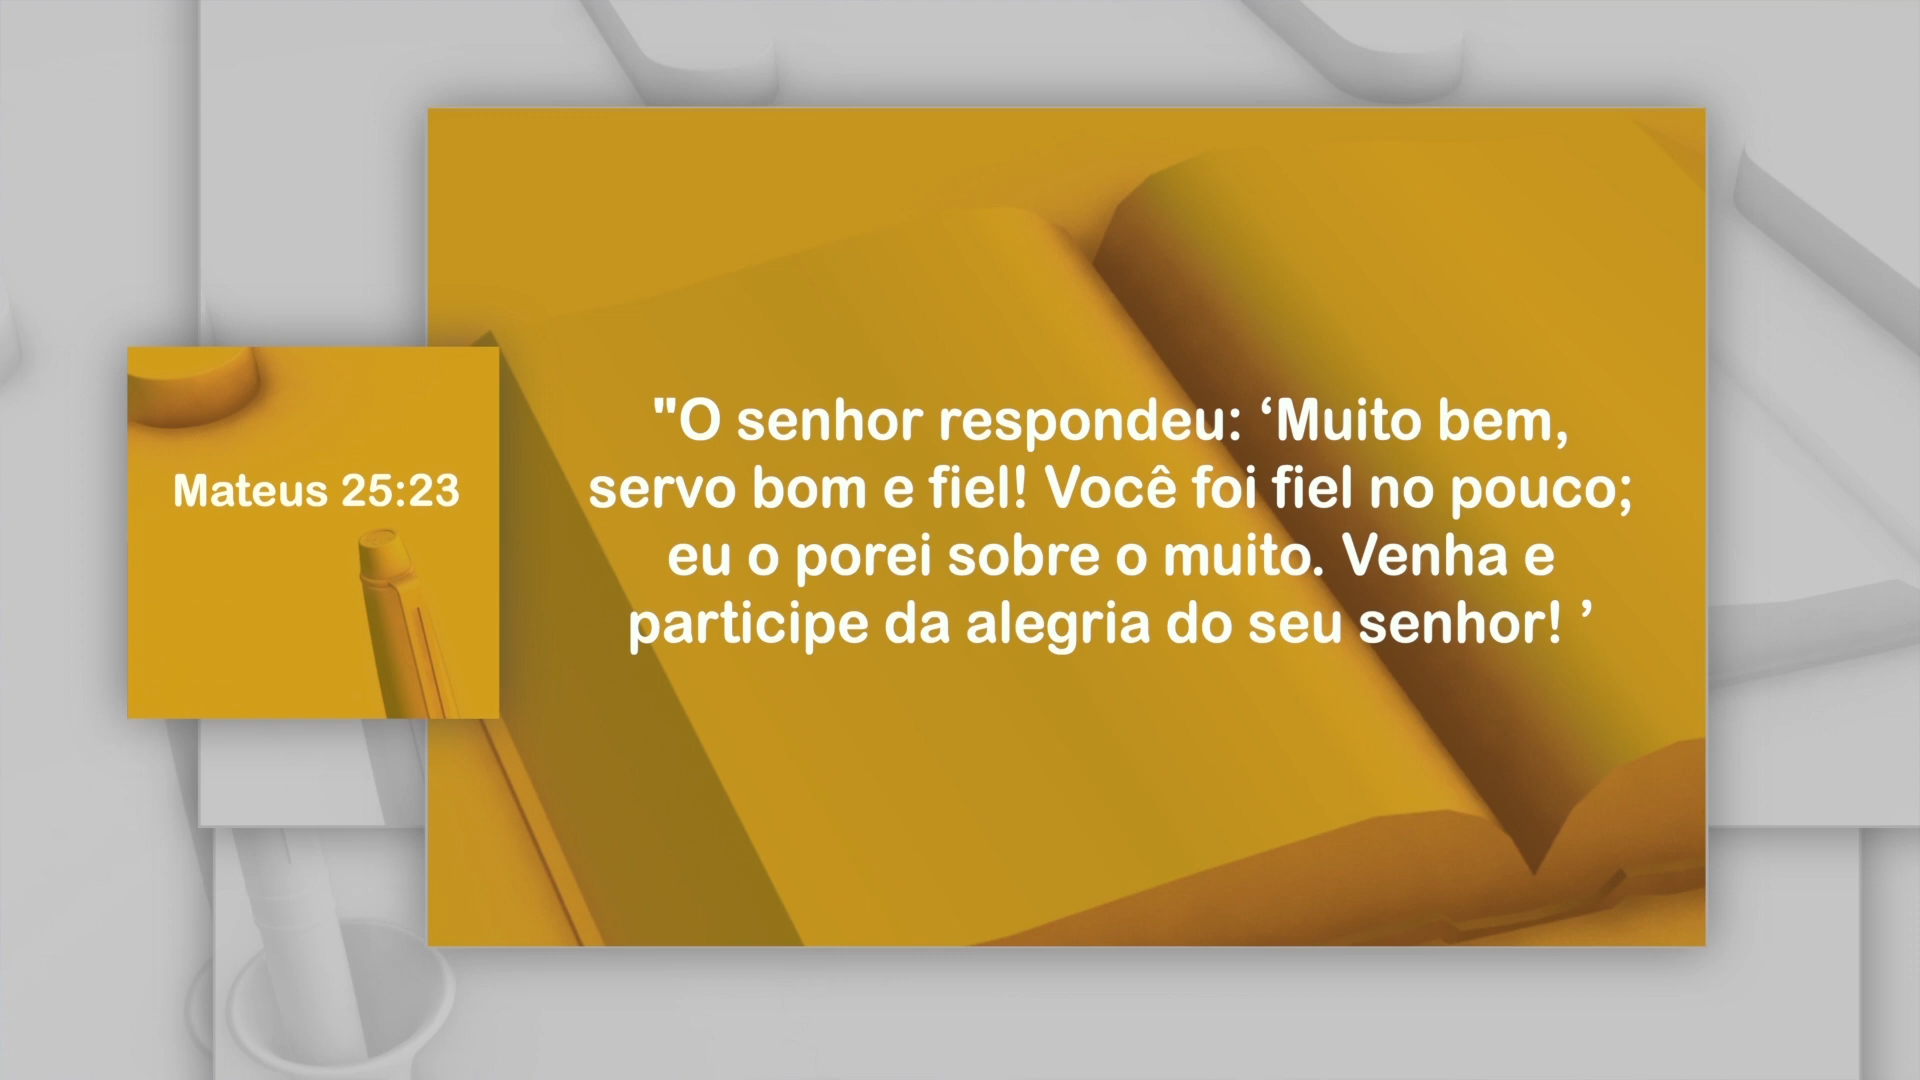 Mateus 25:23
"O senhor respondeu: ‘Muito bem,
servo bom e fiel! Você foi fiel no pouco;
eu o porei sobre o muito. Venha e
participe da alegria do seu senhor! ’